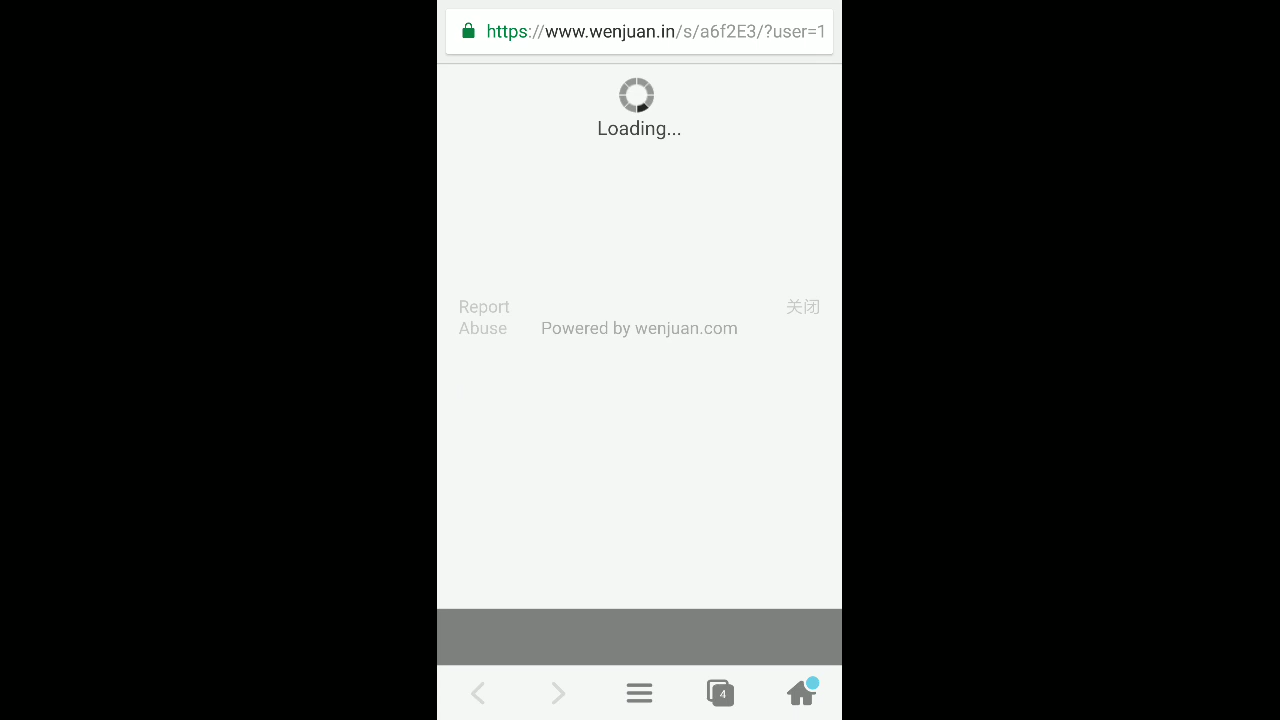 https://www.wenjuan.in/s/a6f2E3/?user=1
Loading...
Report
Abuse
Powered by wenjuan.com
关闭
4